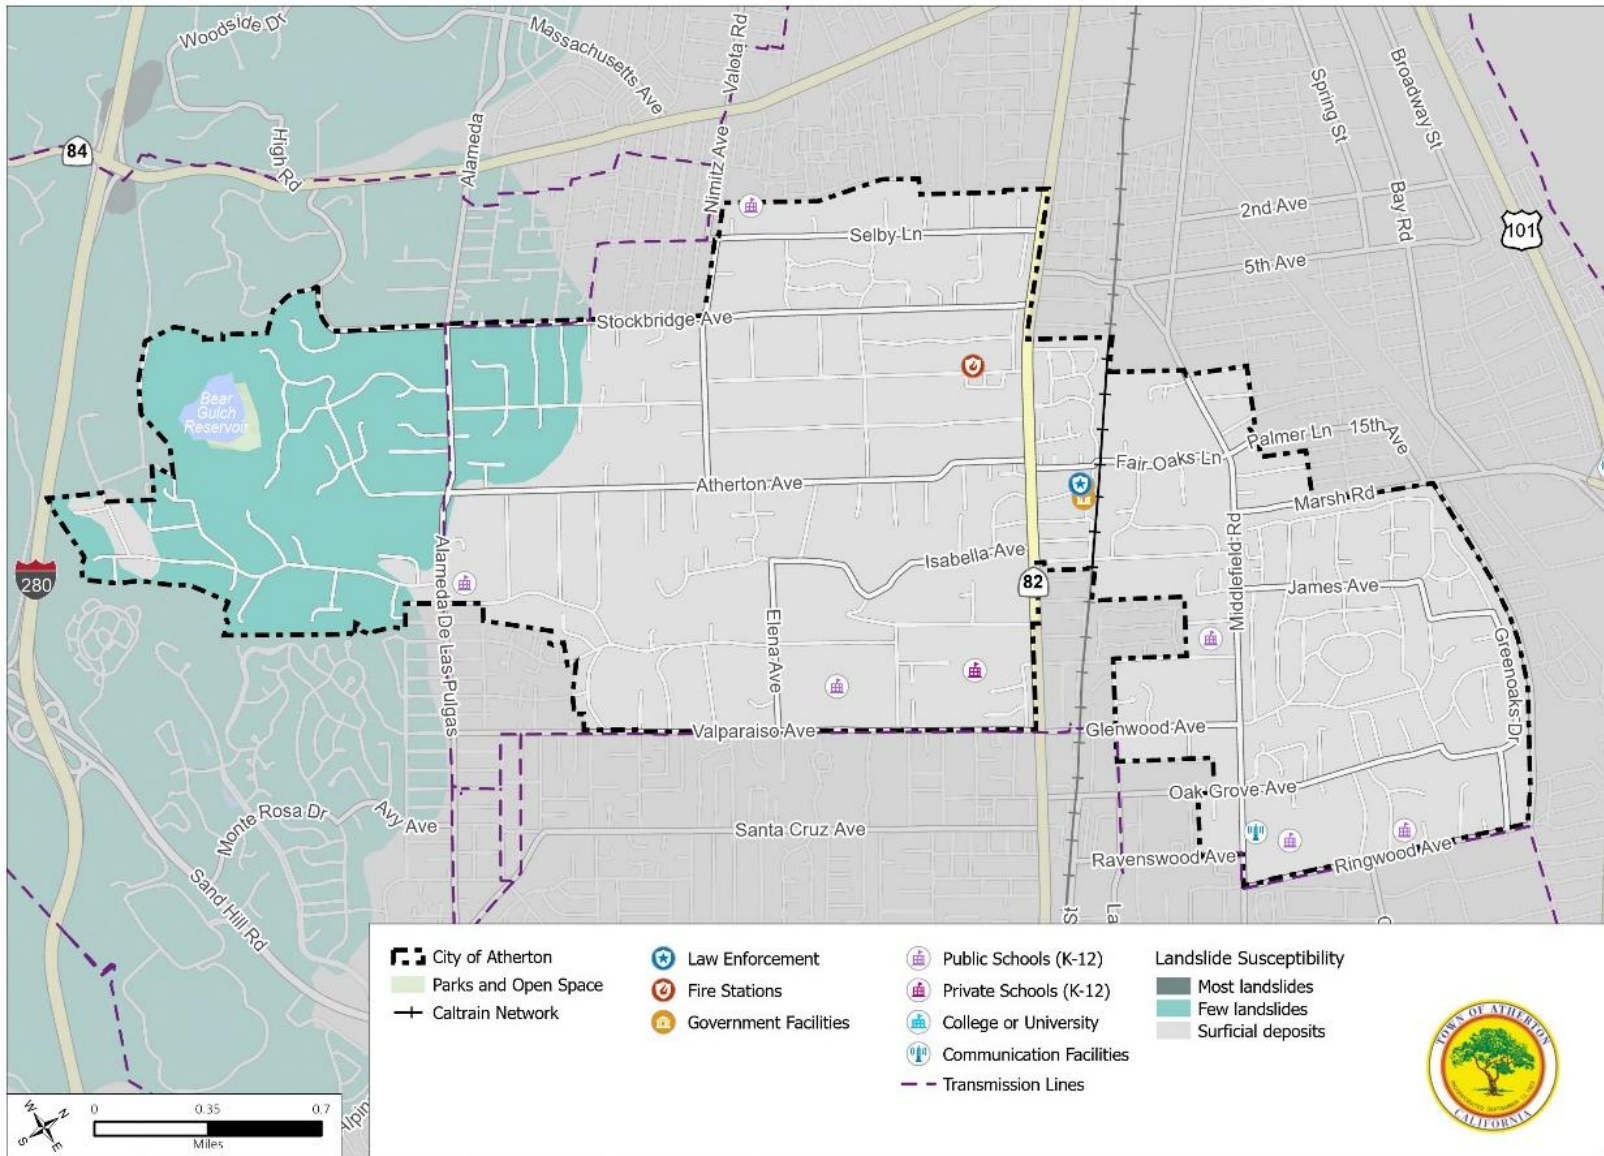 Woodside Dr
Massachusetts Ave
Valota Rd
Spring St
Broadway St
84
High Rd
Alameda
Nimitz Ave
2nd Ave
Bay Rd
101
Selby Ln
5th Ave
Stockbridge Ave
Bear
Gulch
Reservoir
Palmer Ln
15th Ave
Fair Oaks Ln
Atherton Ave
Marsh Rd
Middlefield Rd
Isabella Ave
280
Alameda De Las Pulgas
82
James Ave
Elena Ave
Greenoaks Dr
Valparaiso Ave
Glenwood Ave
Oak Grove Ave
Monte Rosa Dr
Avy Ave
Santa Cruz Ave
Ravenswood Ave
Ringwood Ave
Sand Hill Rd
St
La
Alpin
City of Atherton
Parks and Open Space
Caltrain Network
Law Enforcement
Fire Stations
Government Facilities
Public Schools (K-12)
Private Schools (K-12)
College or University
Communication Facilities
Transmission Lines
Landslide Susceptibility
Most landslides
Few landslides
Surficial deposits
W N
S E
0 0.35 0.7
Miles
TOWN OF ATHERTON
CALIFORNIA